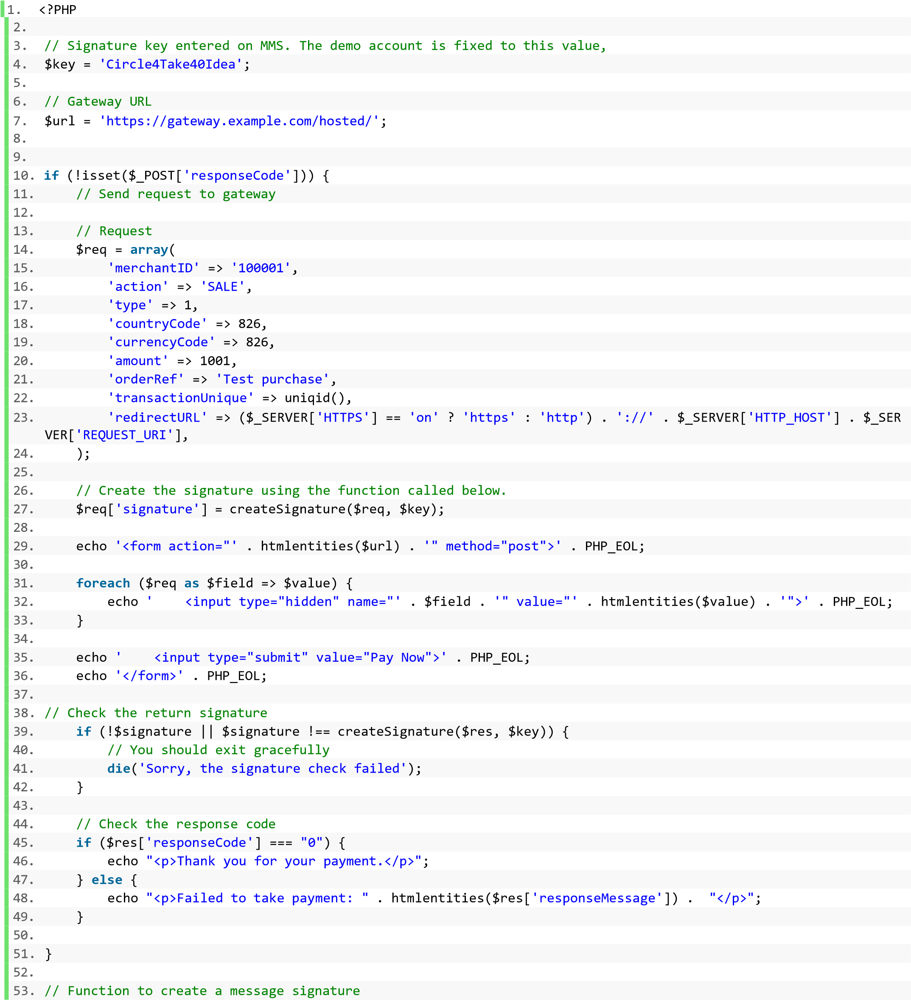 1. <?PHP
2.
3. // Signature key entered on MMS. The demo account is fixed to this value,
4. $key = 'Circle4Take40Idea';
5.
6. // Gateway URL
7. $url = 'https://gateway.example.com/hosted/';
8.
9.
10. if (!isset($_POST['responseCode'])) {
11.     // Send request to gateway
12.
13.     // Request
14.     $req = array(
15.         'merchantID' => '100001',
16.         'action' => 'SALE',
17.         'type' => 1,
18.         'countryCode' => 826,
19.         'currencyCode' => 826,
20.         'amount' => 1001,
21.         'orderRef' => 'Test purchase',
22.         'transactionUnique' => uniqid(),
23.         'redirectURL' => ($_SERVER['HTTPS'] == 'on' ? 'https' : 'http') . '://' . $_SERVER['HTTP_HOST'] . $_SER
VER['REQUEST_URI'],
24.     );
25.
26.     // Create the signature using the function called below.
27.     $req['signature'] = createSignature($req, $key);
28.
29.     echo '<form action="' . htmlentities($url) . '" method="post">' . PHP_EOL;
30.
31.     foreach ($req as $field => $value) {
32.         echo '    <input type="hidden" name="' . $field . '" value="' . htmlentities($value) . '">' . PHP_EOL;
33.     }
34.
35.     echo '    <input type="submit" value="Pay Now">' . PHP_EOL;
36.     echo '</form>' . PHP_EOL;
37.
38. // Check the return signature
39.     if (!$signature || $signature !== createSignature($res, $key)) {
40.         // You should exit gracefully
41.         die('Sorry, the signature check failed');
42.     }
43.
44.     // Check the response code
45.     if ($res['responseCode'] === "0") {
46.         echo "<p>Thank you for your payment.</p>";
47.     } else {
48.         echo "<p>Failed to take payment: " . htmlentities($res['responseMessage']) .  "</p>";
49.     }
50.
51. }
52.
53. // Function to create a message signature